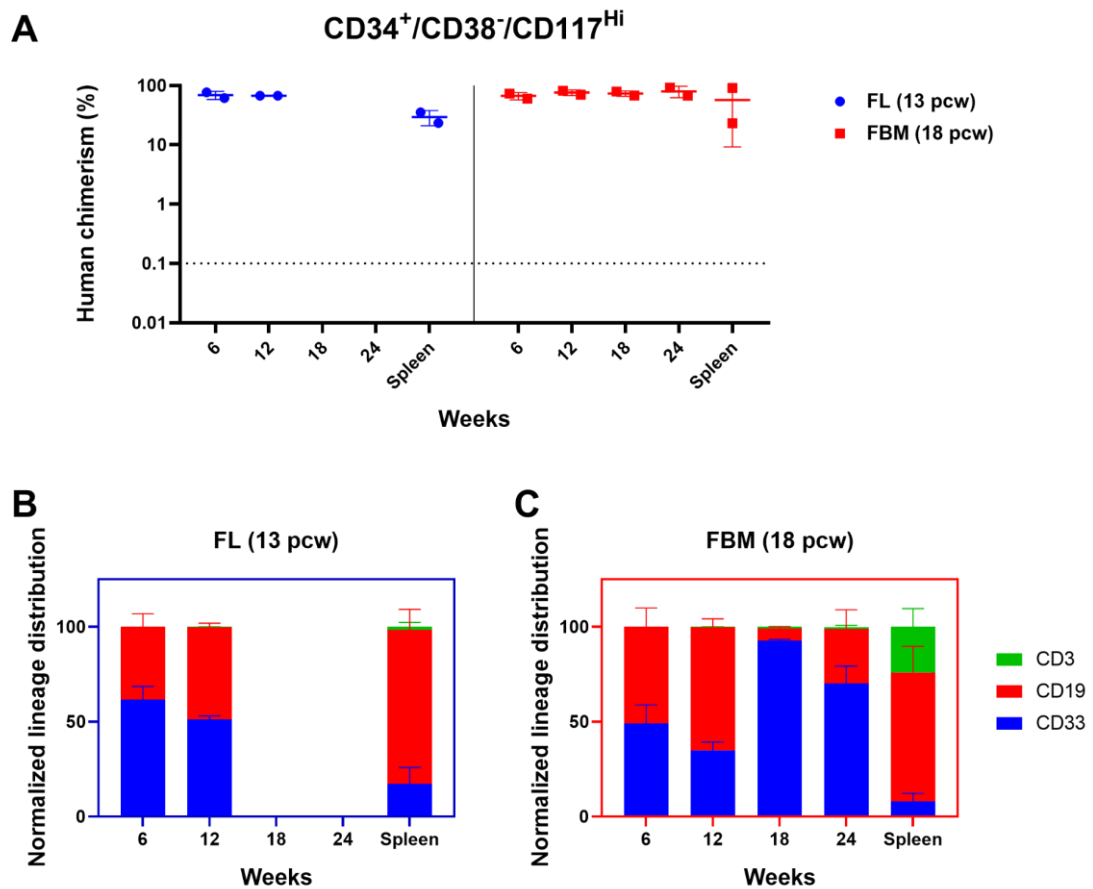 A
CD34⁺/CD38⁻/CD117ᴴⁱ
Human chimerism (%)
100
10
1
0.1
0.01
6
12
18
24
Spleen
6
12
18
24
Spleen
Weeks
FL (13 pcw)
FBM (18 pcw)
B
FL (13 pcw)
Normalized lineage distribution
100
50
0
6
12
18
24
Spleen
Weeks
C
FBM (18 pcw)
Normalized lineage distribution
100
50
0
6
12
18
24
Spleen
Weeks
CD3
CD19
CD33